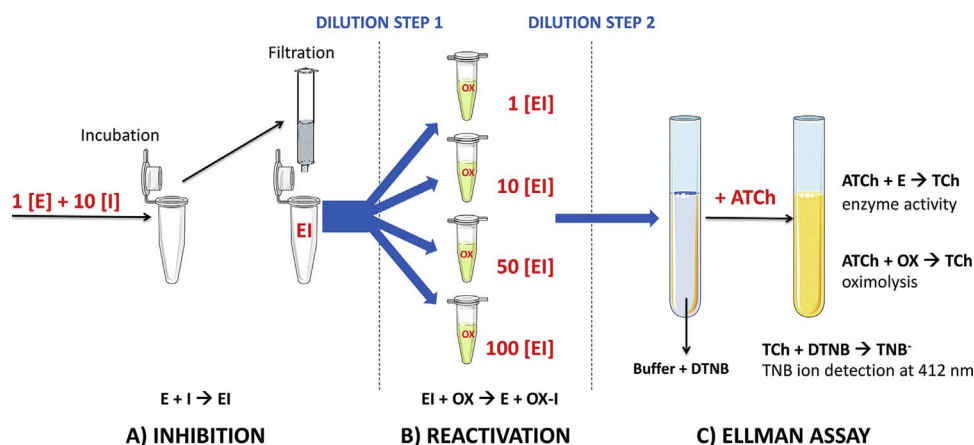 DILUTION STEP 1
DILUTION STEP 2
Filtration
Incubation
1 [E] + 10 [I]
EI
OX
1 [EI]
OX
10 [EI]
OX
50 [EI]
OX
100 [EI]
+ ATCh
ATCh + E → TCh
enzyme activity
ATCh + OX → TCh
oximolysis
Buffer + DTNB
TCh + DTNB → TNB⁻
TNB ion detection at 412 nm
E + I → EI
EI + OX → E + OX-I
A) INHIBITION
B) REACTIVATION
C) ELLMAN ASSAY